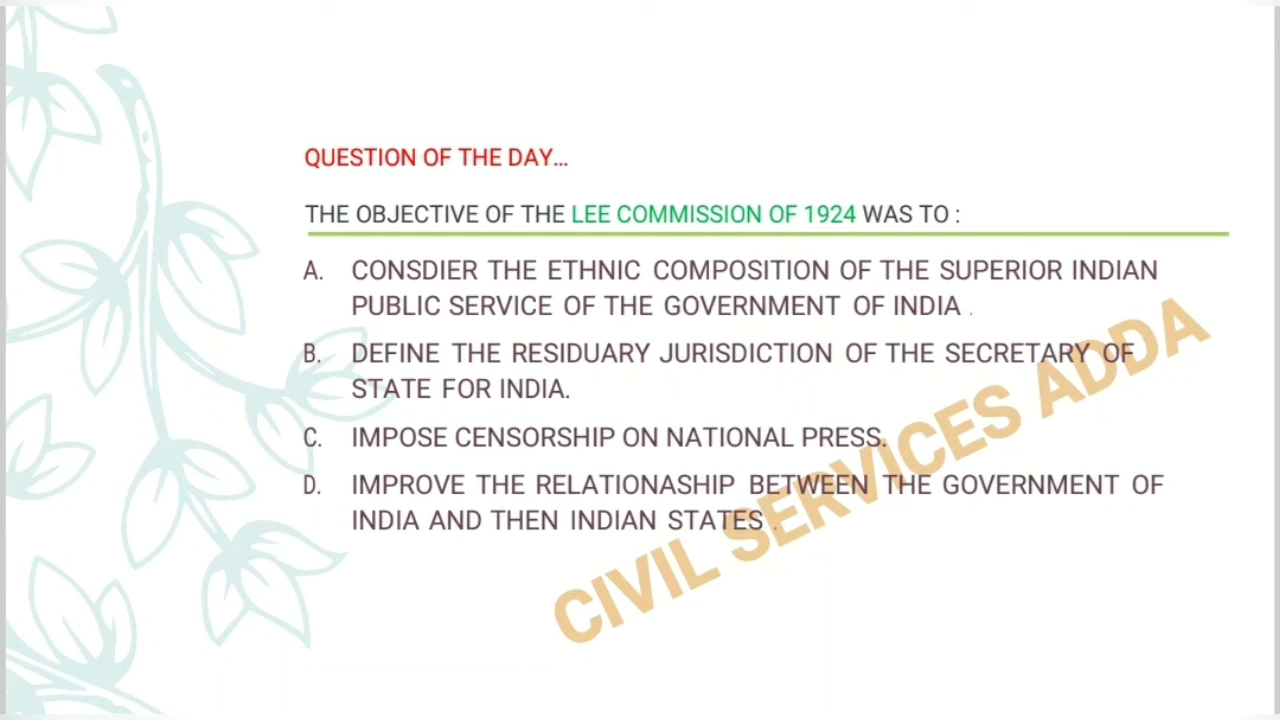 QUESTION OF THE DAY...
THE OBJECTIVE OF THE LEE COMMISSION OF 1924 WAS TO :
A. CONSDIER THE ETHNIC COMPOSITION OF THE SUPERIOR INDIAN
PUBLIC SERVICE OF THE GOVERNMENT OF INDIA .
B. DEFINE THE RESIDUARY JURISDICTION OF THE SECRETARY OF
STATE FOR INDIA.
C. IMPOSE CENSORSHIP ON NATIONAL PRESS.
D. IMPROVE THE RELATIONASHIP BETWEEN THE GOVERNMENT OF
INDIA AND THEN INDIAN STATES .
CIVIL SERVICES ADDA